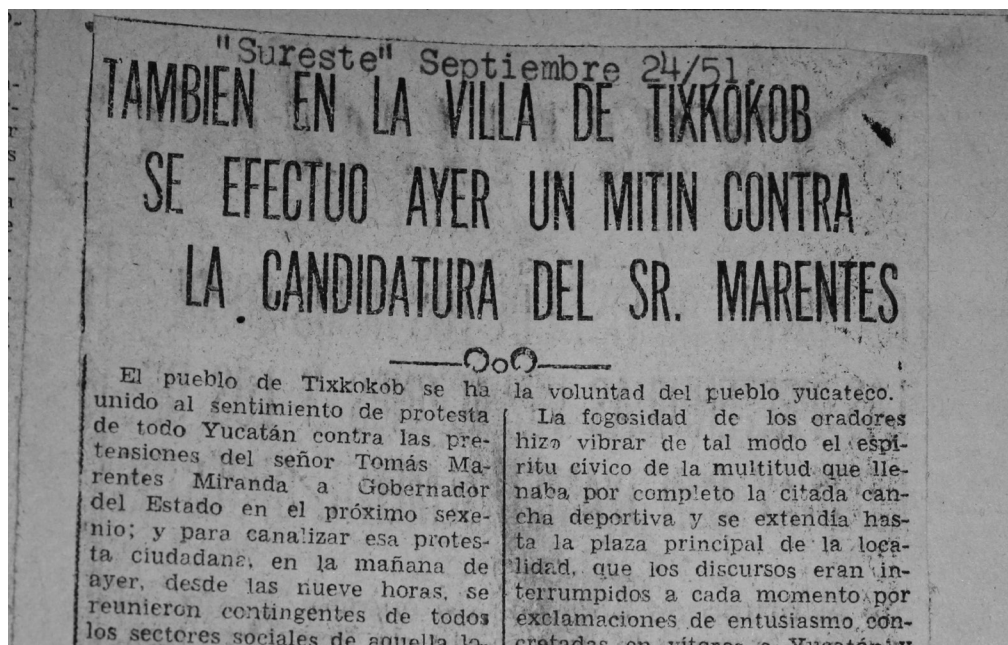 "Sureste" Septiembre 24/51.
TAMBIEN EN LA VILLA DE TIXKOKOB
SE EFECTUO AYER UN MITIN CONTRA
LA CANDIDATURA DEL SR. MARENTES
El pueblo de Tixkokob se ha
unido al sentimiento de protesta
de todo Yucatán contra las pre-
tensiones del señor Tomás Ma-
rentes Miranda a Gobernador
del Estado en el próximo sexe-
nio; y para canalizar esa protes-
ta ciudadana, en la mañana de
ayer, desde las nueve horas, se
reunieron contingentes de todos
los sectores sociales de aquella lo-
la voluntad del pueblo yucateco.
La fogosidad de los oradores
hizo vibrar de tal modo el espí-
ritu cívico de la multitud que lle-
naba por completo la citada can-
cha deportiva y se extendía has-
ta la plaza principal de la loca-
lidad, que los discursos eran in-
terrumpidos a cada momento por
exclamaciones de entusiasmo, con-
cretadas en vítores a Yucatán y